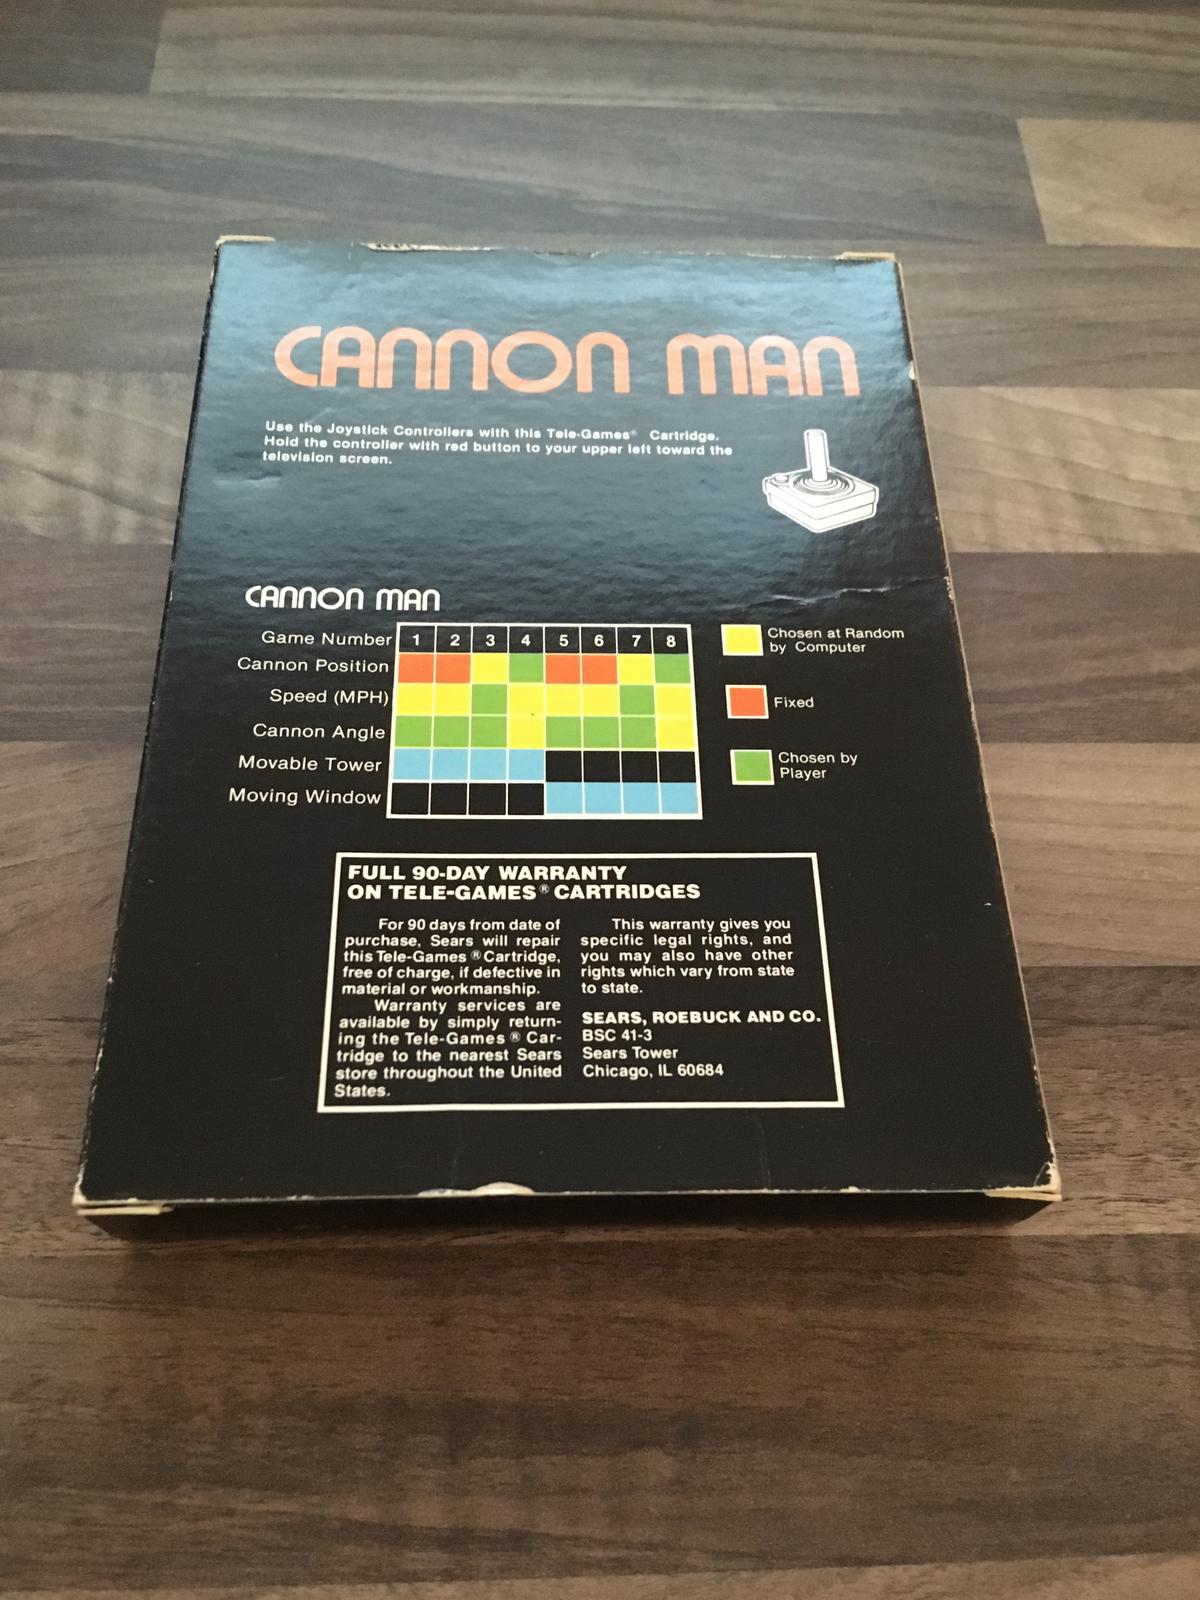 CANNON MAN
Use the Joystick Controllers with this Tele-Games® Cartridge.
Hold the controller with red button to your upper left toward the
television screen.
CANNON MAN
Game Number 1 2 3 4 5 6 7 8
Cannon Position
Speed (MPH)
Cannon Angle
Movable Tower
Moving Window
Chosen at Random
by Computer
Fixed
Chosen by
Player
FULL 90-DAY WARRANTY
ON TELE-GAMES® CARTRIDGES
For 90 days from date of
purchase, Sears will repair
this Tele-Games ® Cartridge,
free of charge, if defective in
material or workmanship.
Warranty services are
available by simply return-
ing the Tele-Games ® Car-
tridge to the nearest Sears
store throughout the United
States.
This warranty gives you
specific legal rights, and
you may also have other
rights which vary from state
to state.
SEARS, ROEBUCK AND CO.
BSC 41-3
Sears Tower
Chicago, IL 60684